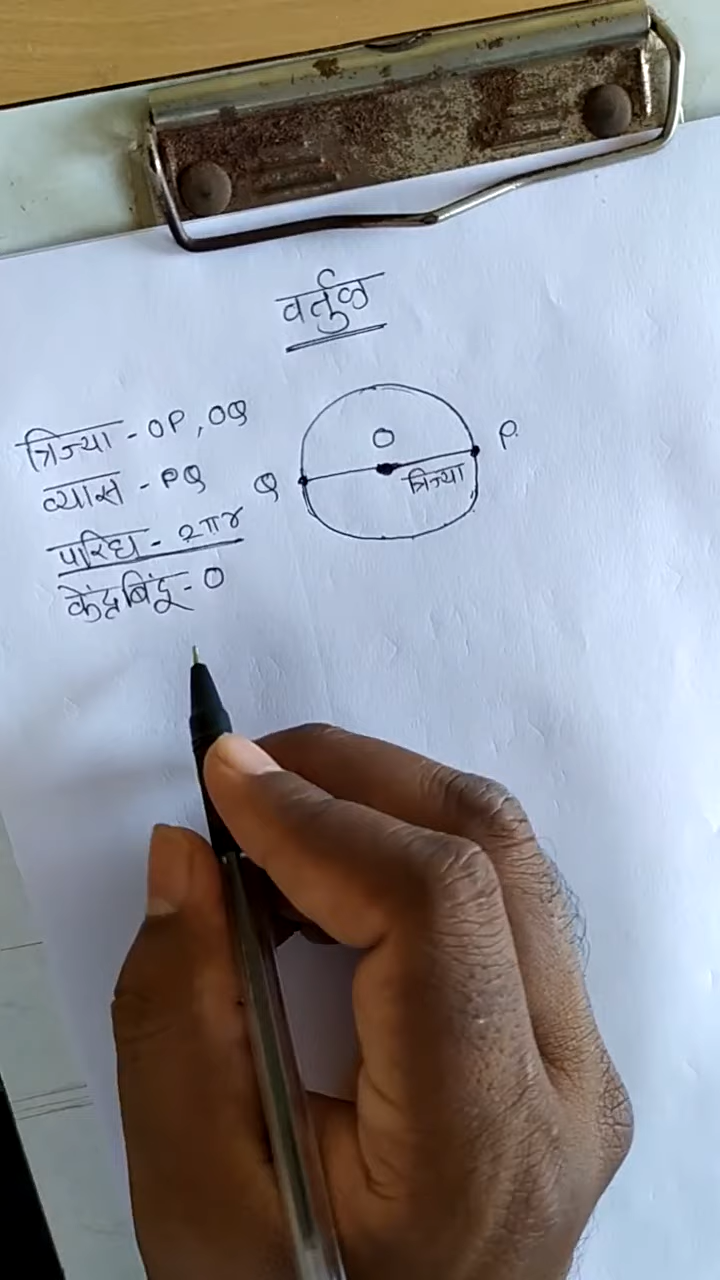 वर्तुळ
त्रिज्या - OP, OQ
व्यास - PQ
परिघ - 2πr
केंद्रबिंदू - O
O
P
Q
त्रिज्या